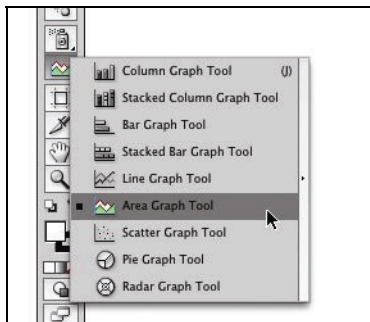 Column Graph Tool (J)
Stacked Column Graph Tool
Bar Graph Tool
Stacked Bar Graph Tool
Line Graph Tool
Area Graph Tool
Scatter Graph Tool
Pie Graph Tool
Radar Graph Tool